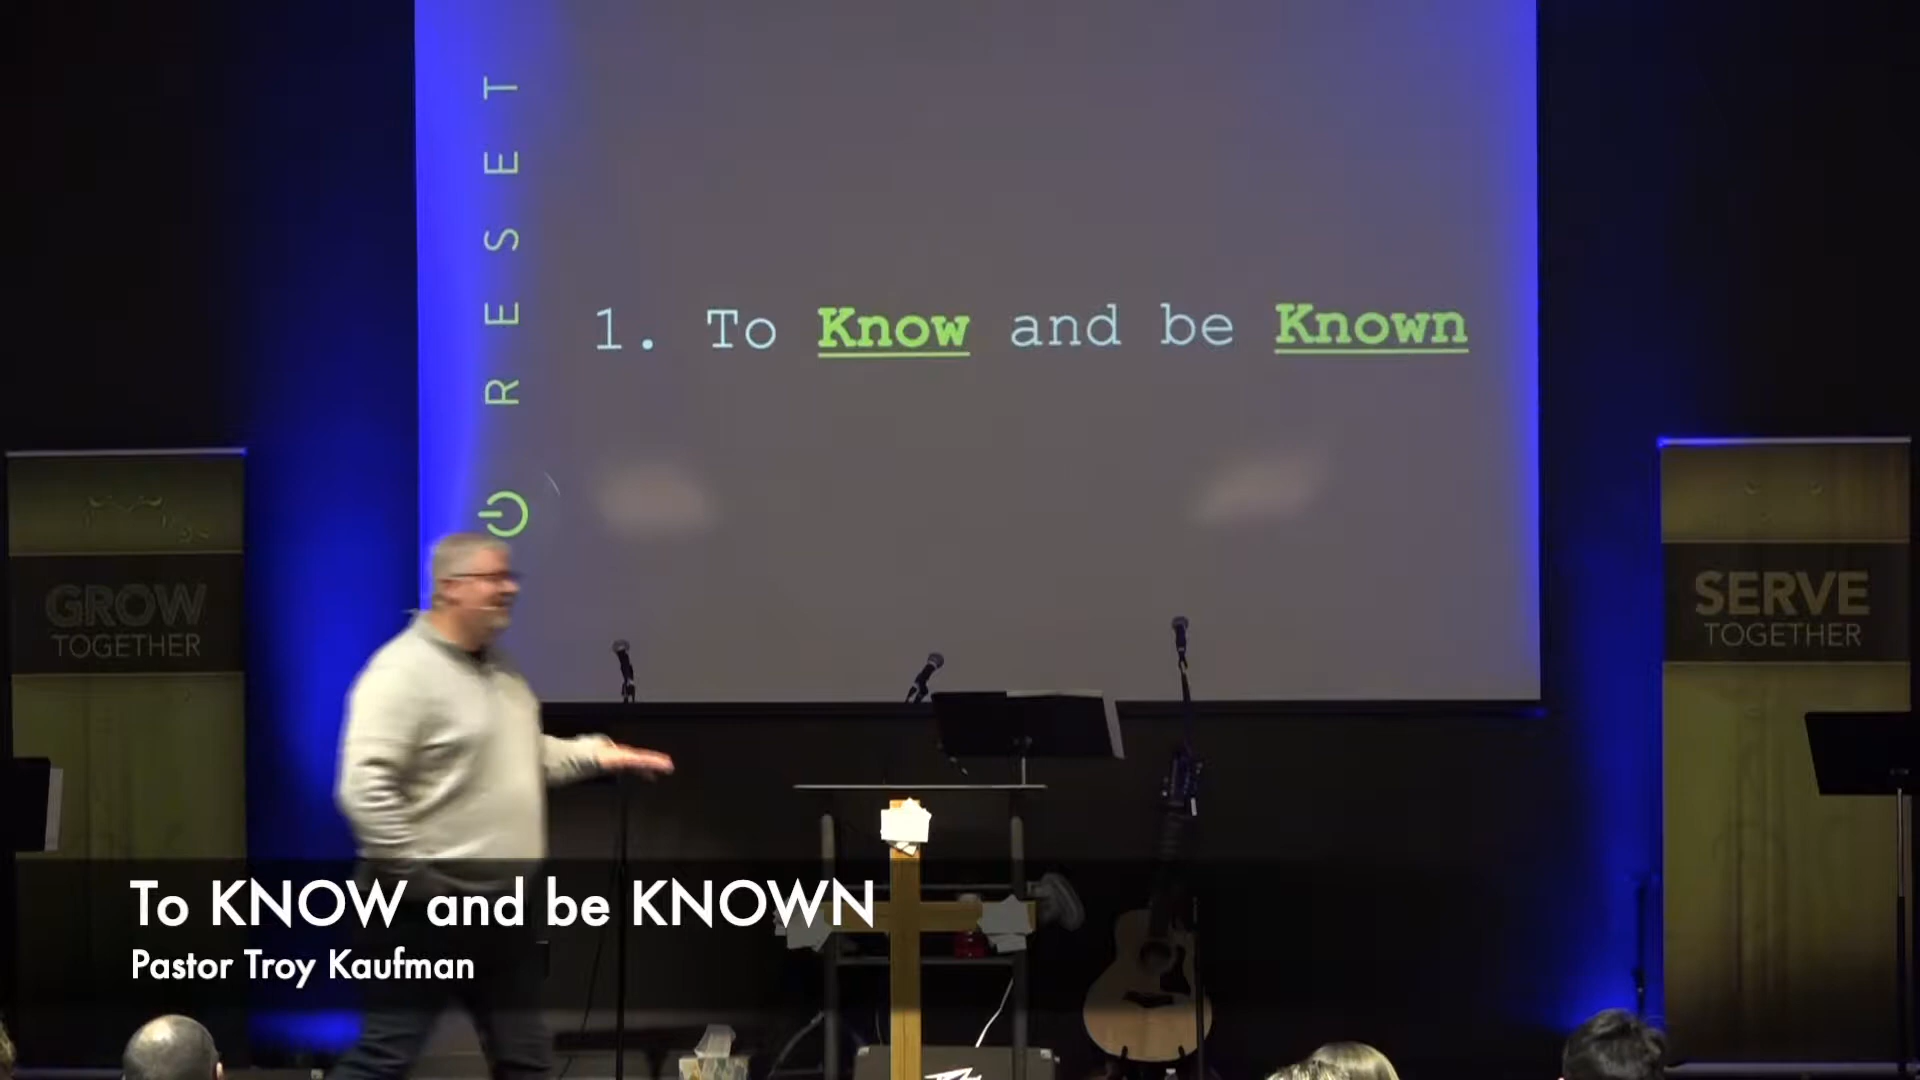 RESET
1. To Know and be Known
GROW
TOGETHER
SERVE
TOGETHER
To KNOW and be KNOWN
Pastor Troy Kaufman